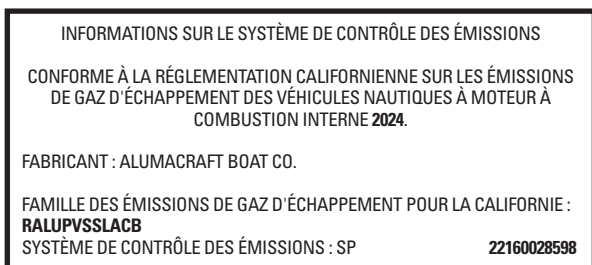 INFORMATIONS SUR LE SYSTÈME DE CONTRÔLE DES ÉMISSIONS
CONFORME À LA RÉGLEMENTATION CALIFORNIENNE SUR LES ÉMISSIONS
DE GAZ D'ÉCHAPPEMENT DES VÉHICULES NAUTIQUES À MOTEUR À
COMBUSTION INTERNE 2024.
FABRICANT : ALUMACRAFT BOAT CO.
FAMILLE DES ÉMISSIONS DE GAZ D'ÉCHAPPEMENT POUR LA CALIFORNIE :
RALUPVSSLACB
SYSTÈME DE CONTRÔLE DES ÉMISSIONS : SP 22160028598